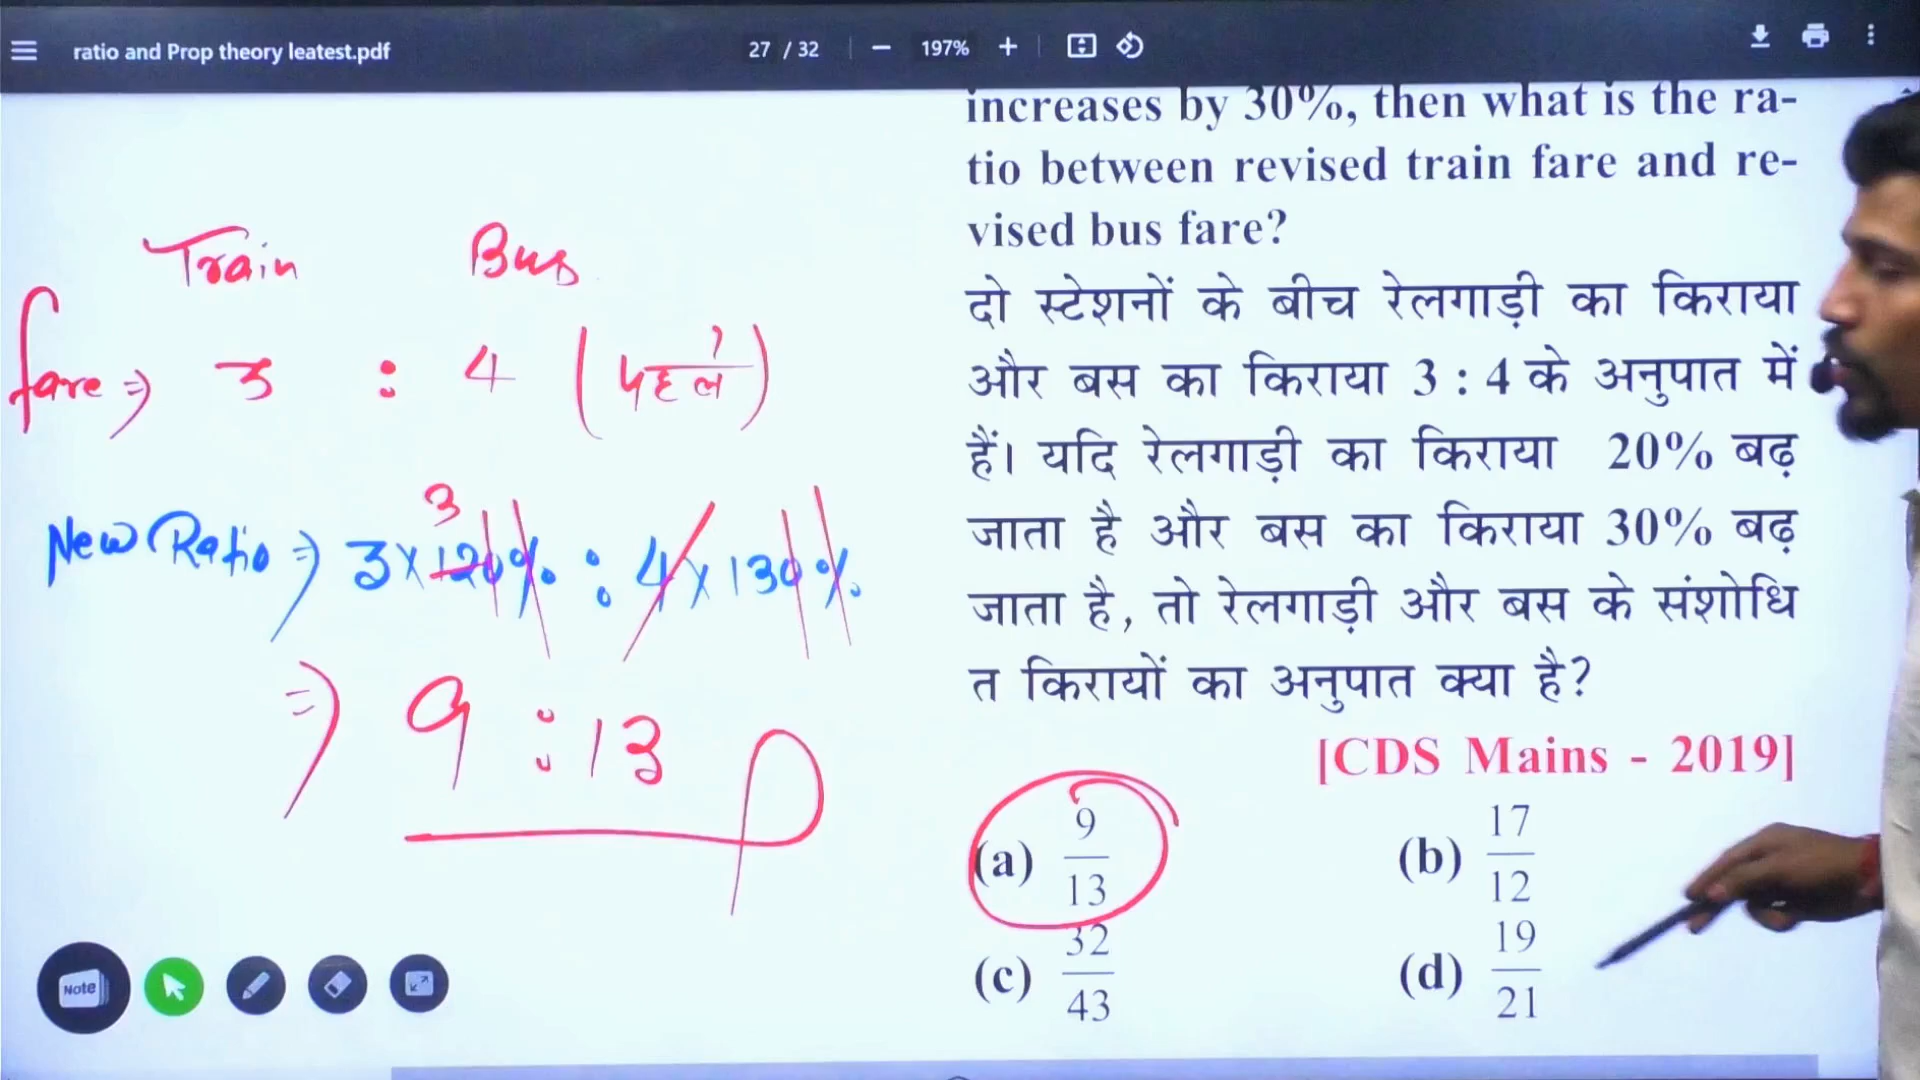 ratio and Prop theory leatest.pdf
27 / 32
197%
increases by 30%, then what is the ra-
tio between revised train fare and re-
vised bus fare?
दो स्टेशनों के बीच रेलगाड़ी का किराया
और बस का किराया 3 : 4 के अनुपात में
हैं। यदि रेलगाड़ी का किराया 20% बढ़
जाता है और बस का किराया 30% बढ़
जाता है, तो रेलगाड़ी और बस के संशोधि
त किरायों का अनुपात क्या है?
[CDS Mains - 2019]
(a) 9/13
(b) 17/12
(c) 32/43
(d) 19/21
Train Bus
fare ⇒ 3 : 4 (पहले)
3
New Ratio ⇒ 3 × 120% : 4 × 130%
⇒ 9 : 13
Note